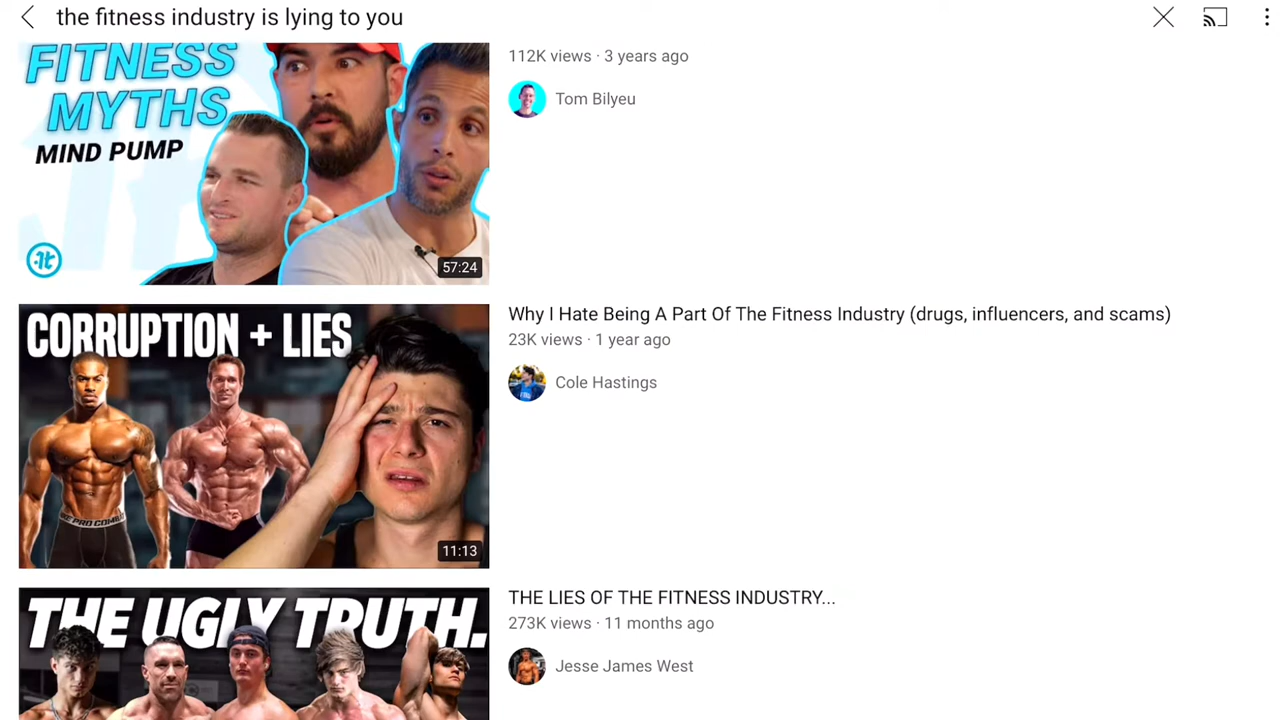 the fitness industry is lying to you
FITNESS
MYTHS
MIND PUMP
57:24
112K views · 3 years ago
Tom Bilyeu
CORRUPTION + LIES
11:13
Why I Hate Being A Part Of The Fitness Industry (drugs, influencers, and scams)
23K views · 1 year ago
Cole Hastings
THE UGLY TRUTH.
THE LIES OF THE FITNESS INDUSTRY...
273K views · 11 months ago
Jesse James West